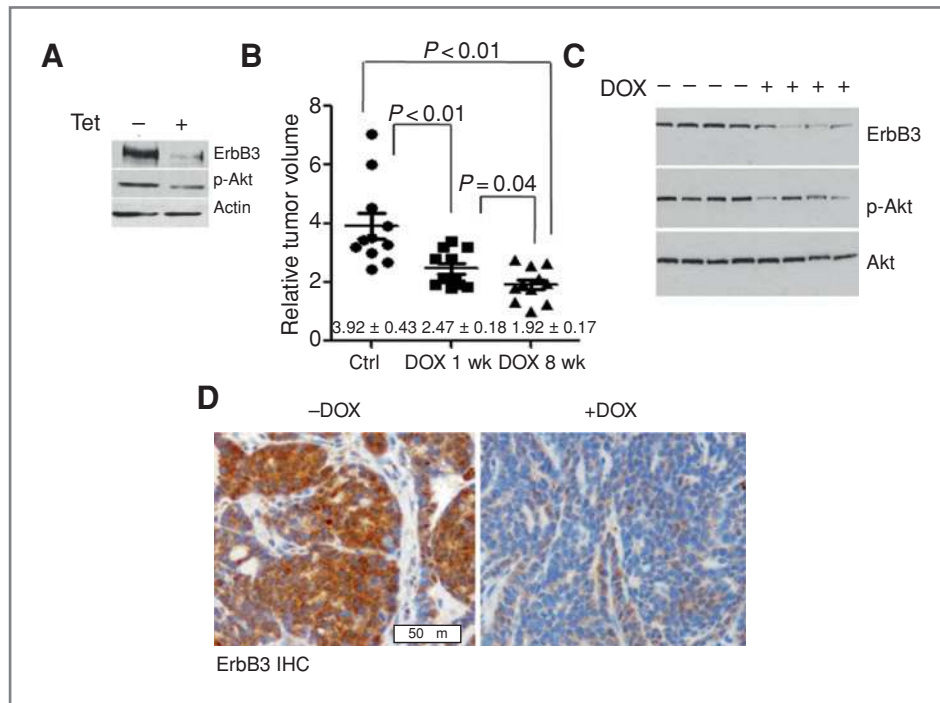 A
Tet – +
ErbB3
p-Akt
Actin
B
P < 0.01
P < 0.01
P = 0.04
Relative tumor volume
8
6
4
2
0
3.92 ± 0.43 2.47 ± 0.18 1.92 ± 0.17
Ctrl DOX 1 wk DOX 8 wk
C
DOX – – – – + + + +
ErbB3
p-Akt
Akt
D
–DOX +DOX
50 m
ErbB3 IHC